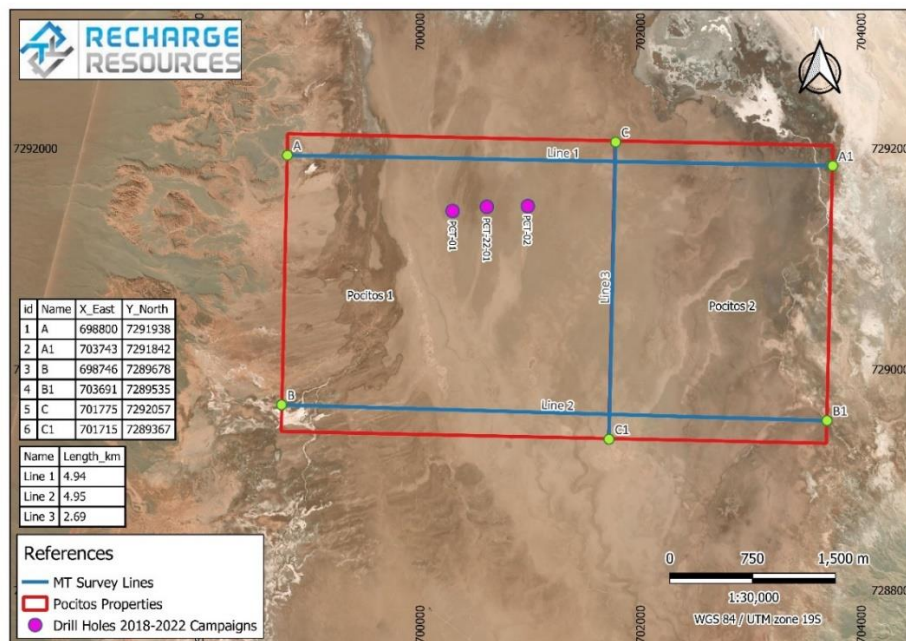 RECHARGE
RESOURCES
700000
702000
704000
N
7292000
7292000
A
C
A1
Line 1
PCT-01
PCT-22-01
PCT-02
Line 3
Pocitos 1
Pocitos 2
id Name X_East Y_North
1 A 698800 7291938
2 A1 703743 7291842
3 B 698746 7289678
4 B1 703691 7289535
5 C 701775 7292057
6 C1 701715 7289367
7290000
B
Line 2
B1
C1
Name Length_km
Line 1 4.94
Line 2 4.95
Line 3 2.69
References
MT Survey Lines
Pocitos Properties
Drill Holes 2018-2022 Campaigns
0 750 1,500 m
1:30,000
WGS 84 / UTM zone 19S
7288000
700000
702000
704000